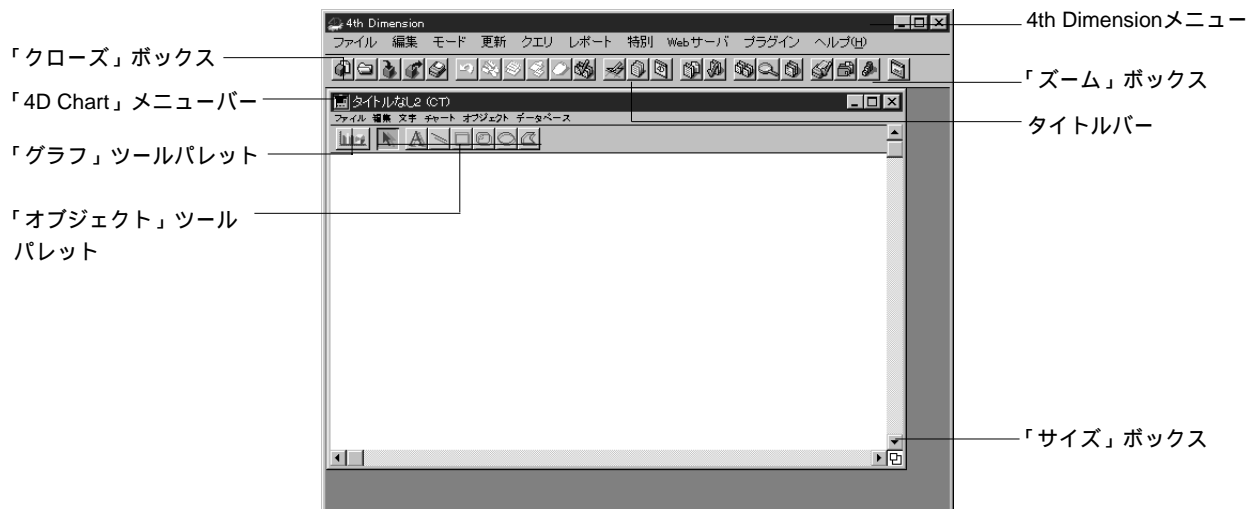 4th Dimension
4th Dimensionメニュー
ファイル 編集 モード 更新 クエリ レポート 特別 Webサーバ プラグイン ヘルプ(H)
「クローズ」ボックス
「ズーム」ボックス
「4D Chart」メニューバー
タイトルなし2 (CT)
タイトルバー
ファイル 編集 文字 チャート オブジェクト データベース
「グラフ」ツールパレット
A
「オブジェクト」ツール
パレット
「サイズ」ボックス